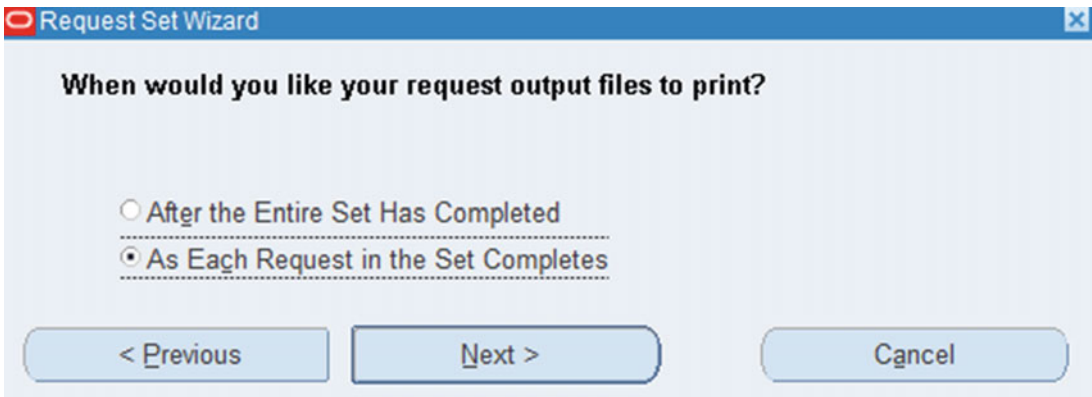 Request Set Wizard
When would you like your request output files to print?
After the Entire Set Has Completed
As Each Request in the Set Completes
< Previous Next > Cancel